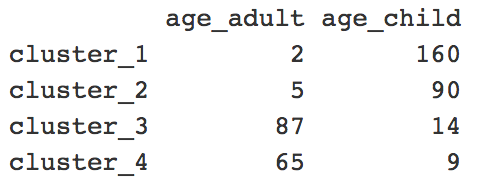 age_adult age_child
cluster_1 2 160
cluster_2 5 90
cluster_3 87 14
cluster_4 65 9